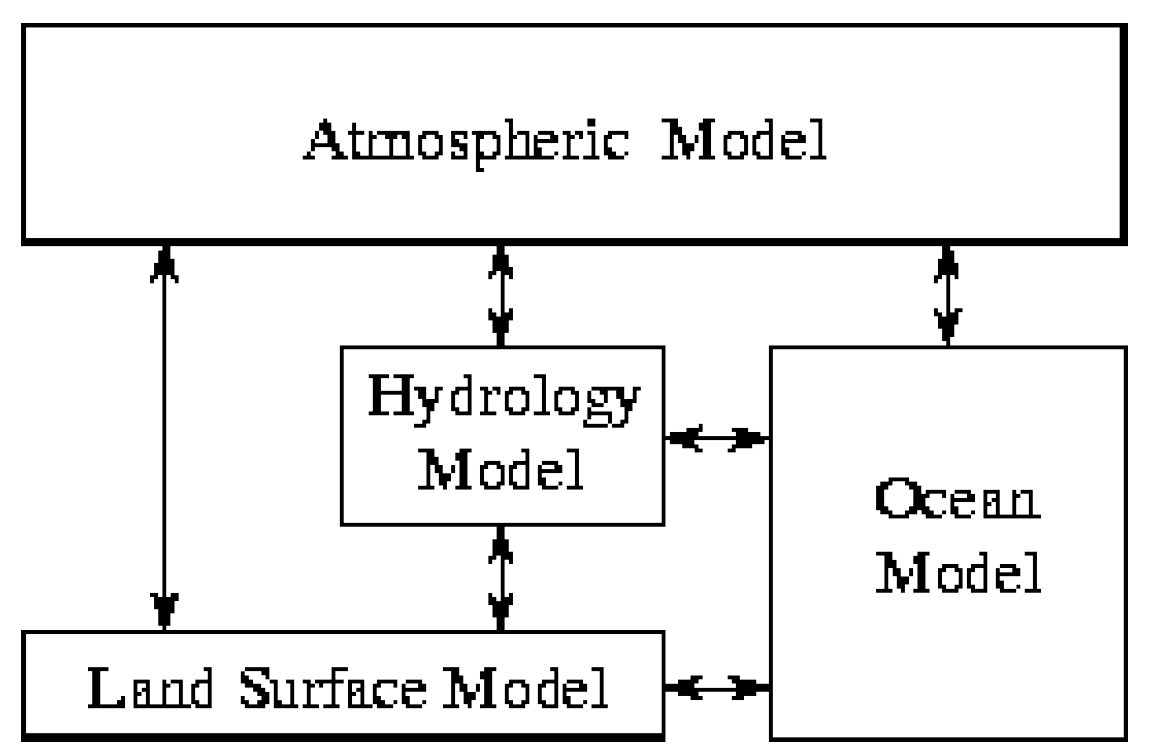 Atmospheric Model
Hydrology
Model
Ocean
Model
Land Surface Model